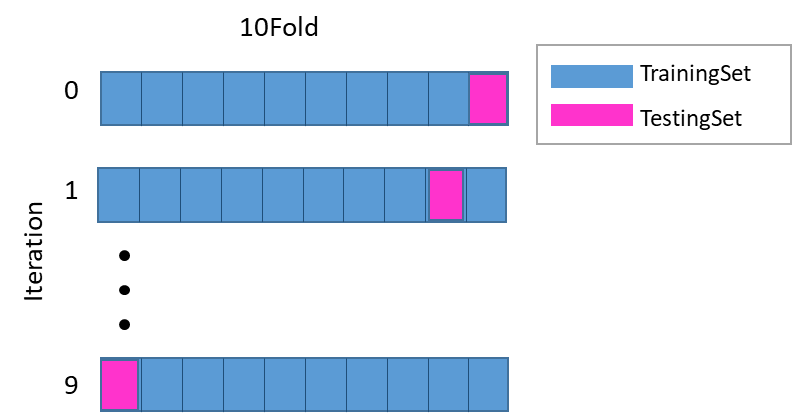 10Fold
0
TrainingSet
TestingSet
1
Iteration
9